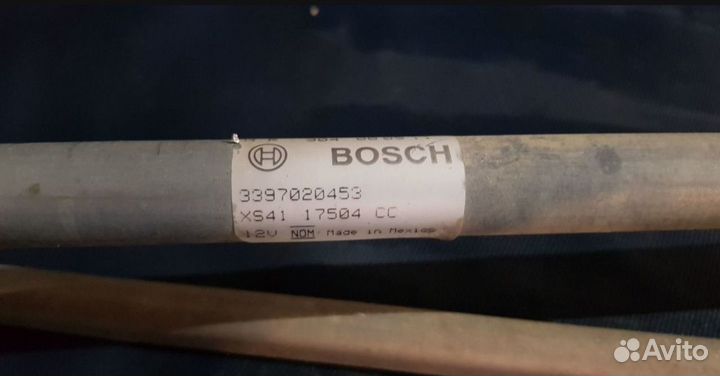 BOSCH
3397020453
XS41 17504 CC
12V NOM Made in Mexico
Avito